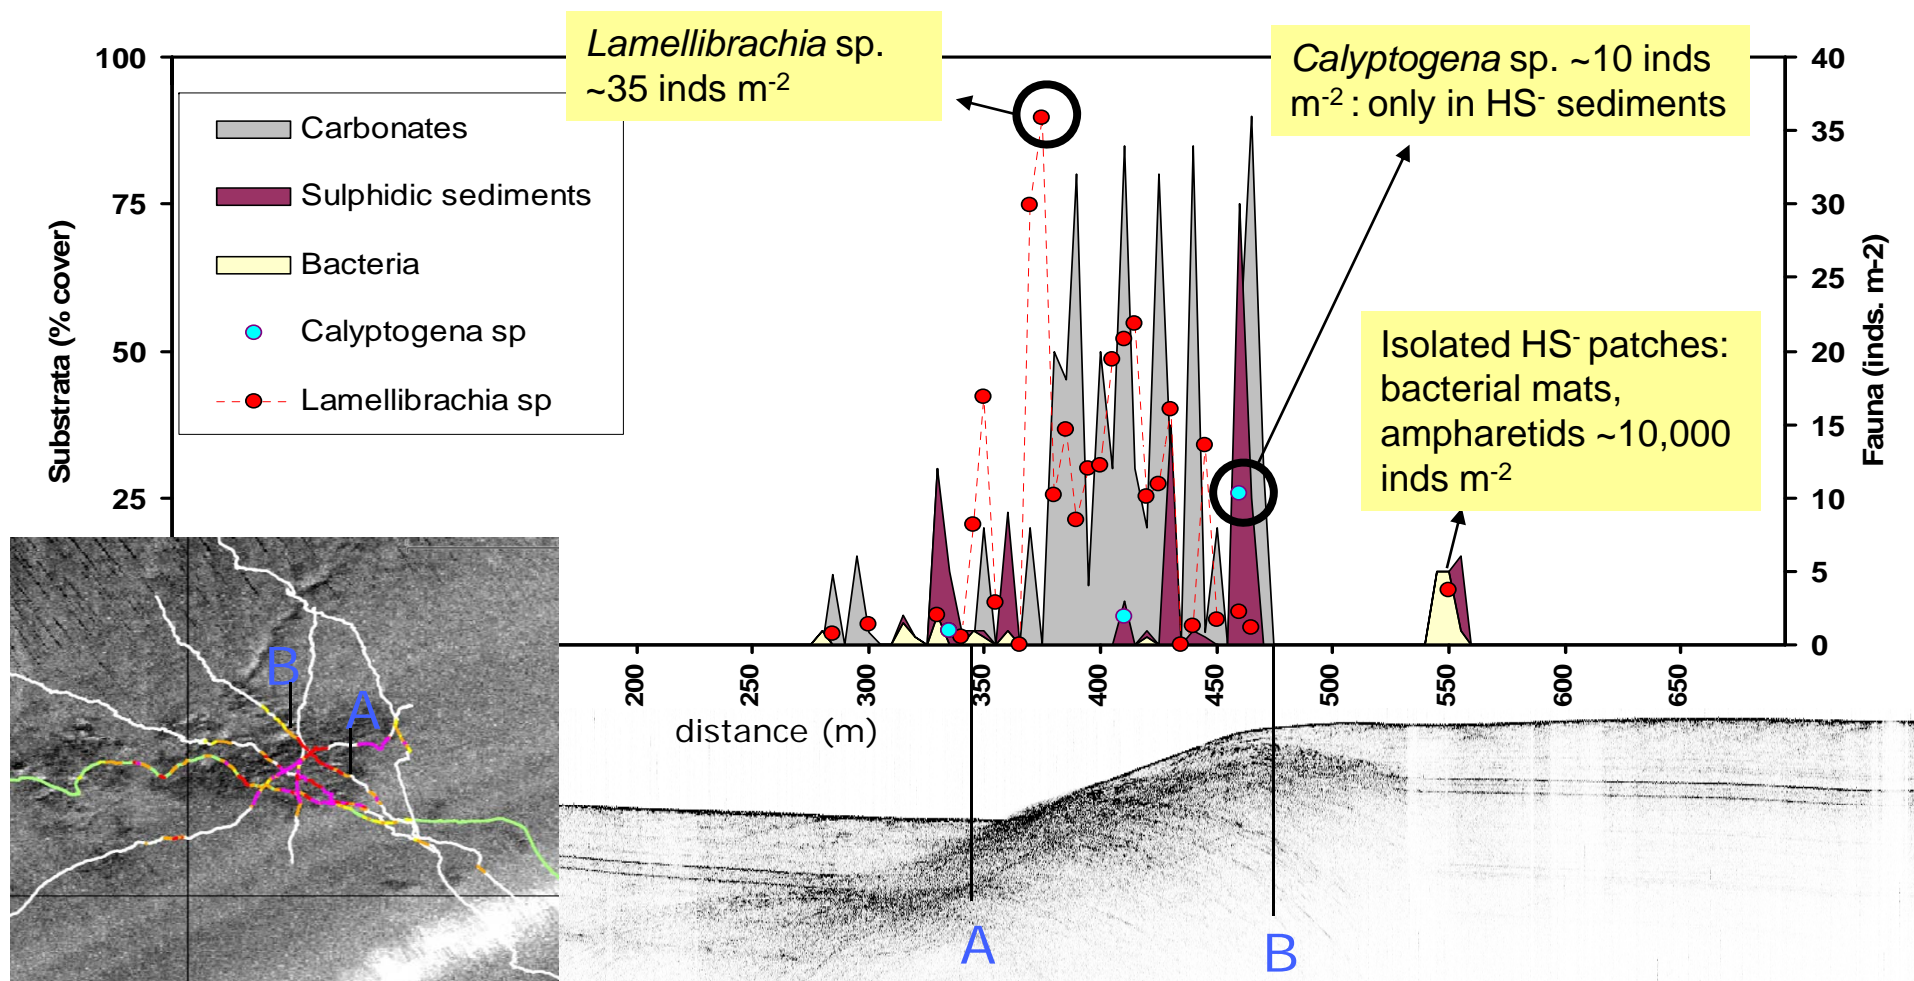 Lamellibrachia sp.
~35 inds m-2
Calyptogena sp. ~10 inds
m-2 : only in HS- sediments
Isolated HS- patches:
bacterial mats,
ampharetids ~10,000
inds m-2
Substrata (% cover)
100
75
50
25
Carbonates
Sulphidic sediments
Bacteria
Calyptogena sp
Lamellibrachia sp
40
35
30
25
20
15
10
5
0
Fauna (inds. m-2)
200
250
300
350
400
450
500
550
600
650
distance (m)
B
A
A
B